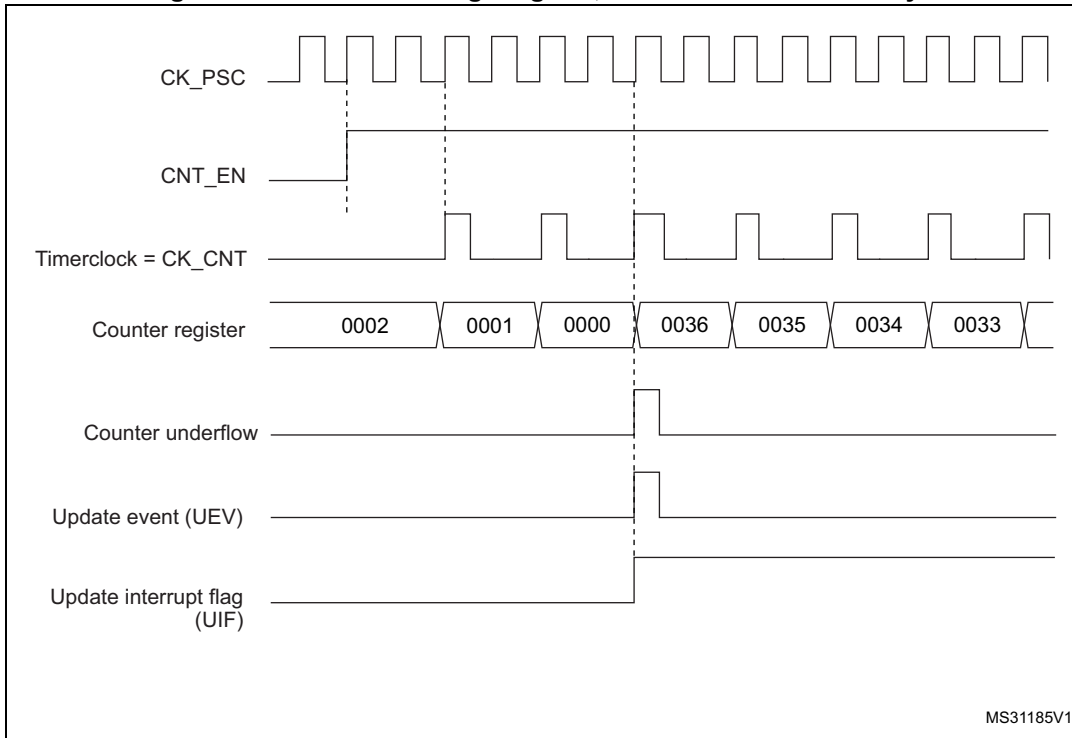 CK_PSC
CNT_EN
Timerclock = CK_CNT
Counter register 0002 0001 0000 0036 0035 0034 0033
Counter underflow
Update event (UEV)
Update interrupt flag
(UIF)
MS31185V1